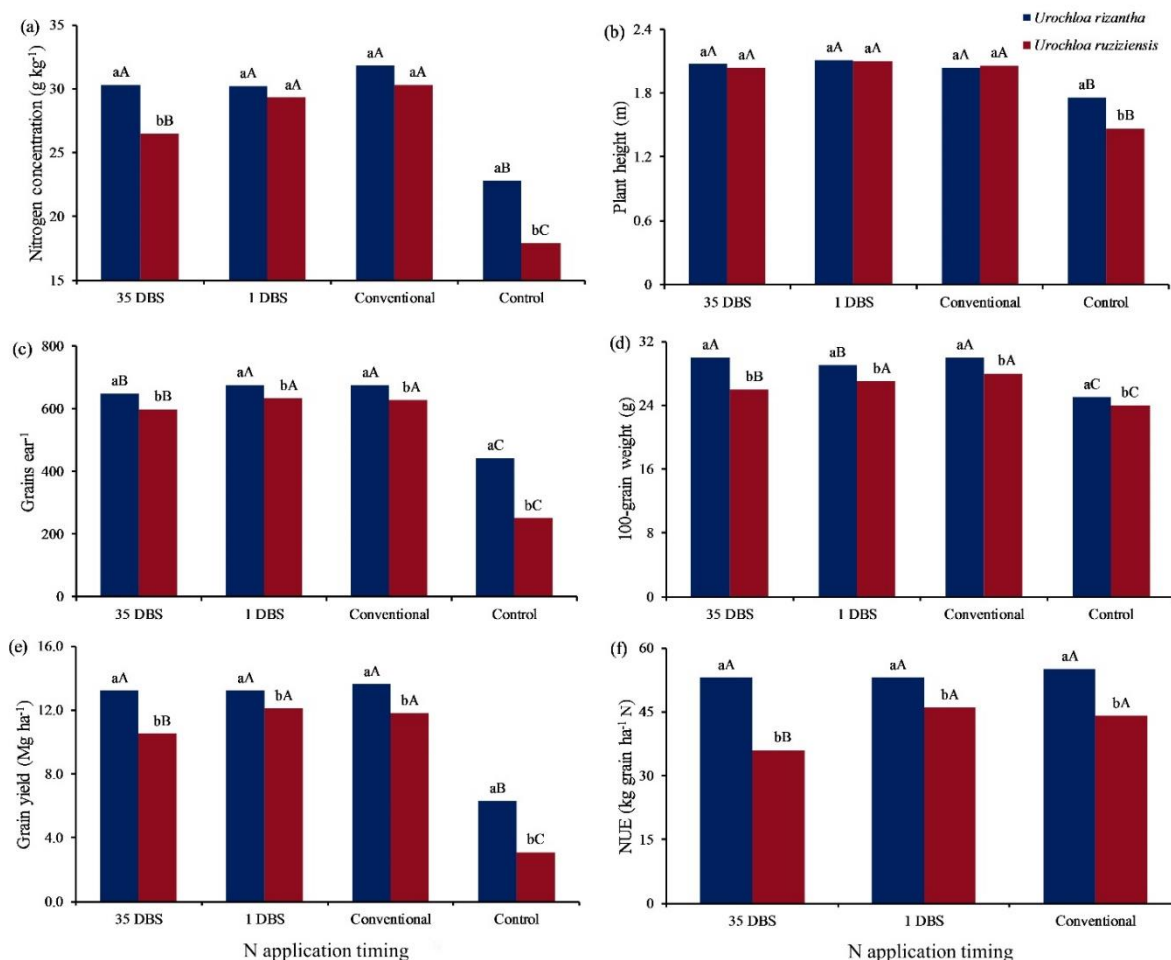 (a)
Nitrogen concentration (g kg⁻¹)
35
30
25
20
15
aA
bB
aA
aA
aA
aA
aB
bC
35 DBS
1 DBS
Conventional
Control
(b)
Urochloa rizantha
Urochloa ruziziensis
Plant height (m)
2.4
1.8
1.2
0.6
0
aA
aA
aA
aA
aA
aA
aB
bB
35 DBS
1 DBS
Conventional
Control
(c)
Grains ear⁻¹
800
600
400
200
0
aB
bB
aA
bA
aA
bA
aC
bC
35 DBS
1 DBS
Conventional
Control
(d)
100-grain weight (g)
32
24
16
8
0
aA
bB
aB
bA
aA
bA
aC
bC
35 DBS
1 DBS
Conventional
Control
(e)
Grain yield (Mg ha⁻¹)
16.0
12.0
8.0
4.0
0.0
aA
bB
aA
bA
aA
bA
aB
bC
35 DBS
1 DBS
Conventional
Control
N application timing
(f)
NUE (kg grain ha⁻¹ N)
60
45
30
15
0
aA
bB
aA
bA
aA
bA
35 DBS
1 DBS
Conventional
N application timing